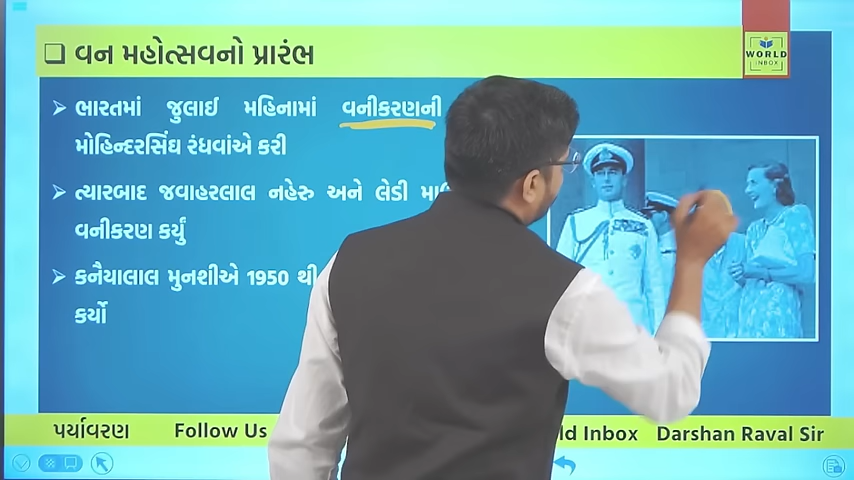 WORLD
INBOX
❑ વન મહોત્સવનો પ્રારંભ
➢ ભારતમાં જુલાઈ મહિનામાં વનીકરણની
મોહિન્દરસિંઘ રંધવાંએ કરી
➢ ત્યારબાદ જવાહરલાલ નહેરુ અને લેડી
વનીકરણ કર્યું
➢ કનૈયાલાલ મુનશીએ 1950 થી
કર્યો
પર્યાવરણ Follow Us Inbox Darshan Raval Sir